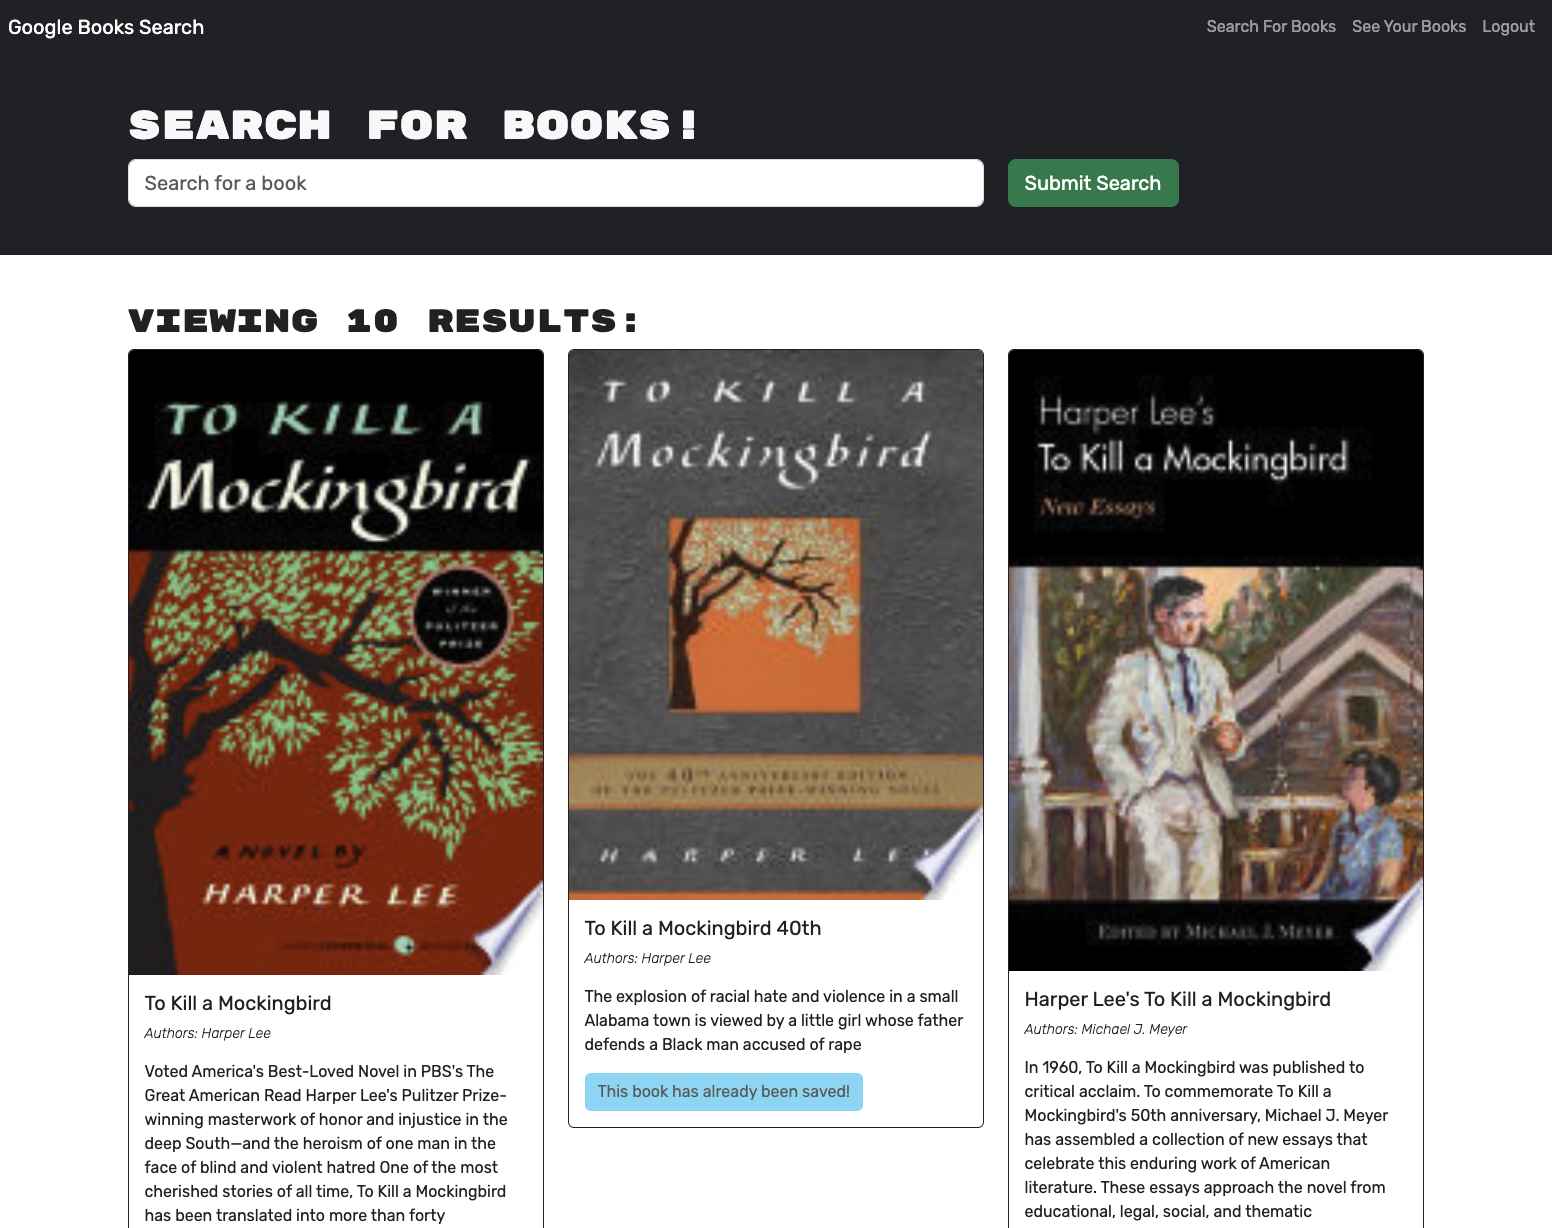 Google Books Search
Search For Books
See Your Books
Logout
SEARCH FOR BOOKS!
Search for a book
Submit Search
VIEWING 10 RESULTS:
TO KILL A
Mockingbird
WINNER
of the
PULITZER
PRIZE
A NOVEL BY
HARPER LEE
To Kill a Mockingbird
Authors: Harper Lee
Voted America's Best-Loved Novel in PBS's The
Great American Read Harper Lee's Pulitzer Prize-
winning masterwork of honor and injustice in the
deep South—and the heroism of one man in the
face of blind and violent hatred One of the most
cherished stories of all time, To Kill a Mockingbird
has been translated into more than forty
TO KILL A
Mockingbird
THE 40TH ANNIVERSARY EDITION
OF THE PULITZER PRIZE-WINNING NOVEL
HARPER LEE
To Kill a Mockingbird 40th
Authors: Harper Lee
The explosion of racial hate and violence in a small
Alabama town is viewed by a little girl whose father
defends a Black man accused of rape
This book has already been saved!
Harper Lee's
To Kill a Mockingbird
New Essays
EDITED BY MICHAEL J. MEYER
Harper Lee's To Kill a Mockingbird
Authors: Michael J. Meyer
In 1960, To Kill a Mockingbird was published to
critical acclaim. To commemorate To Kill a
Mockingbird's 50th anniversary, Michael J. Meyer
has assembled a collection of new essays that
celebrate this enduring work of American
literature. These essays approach the novel from
educational, legal, social, and thematic